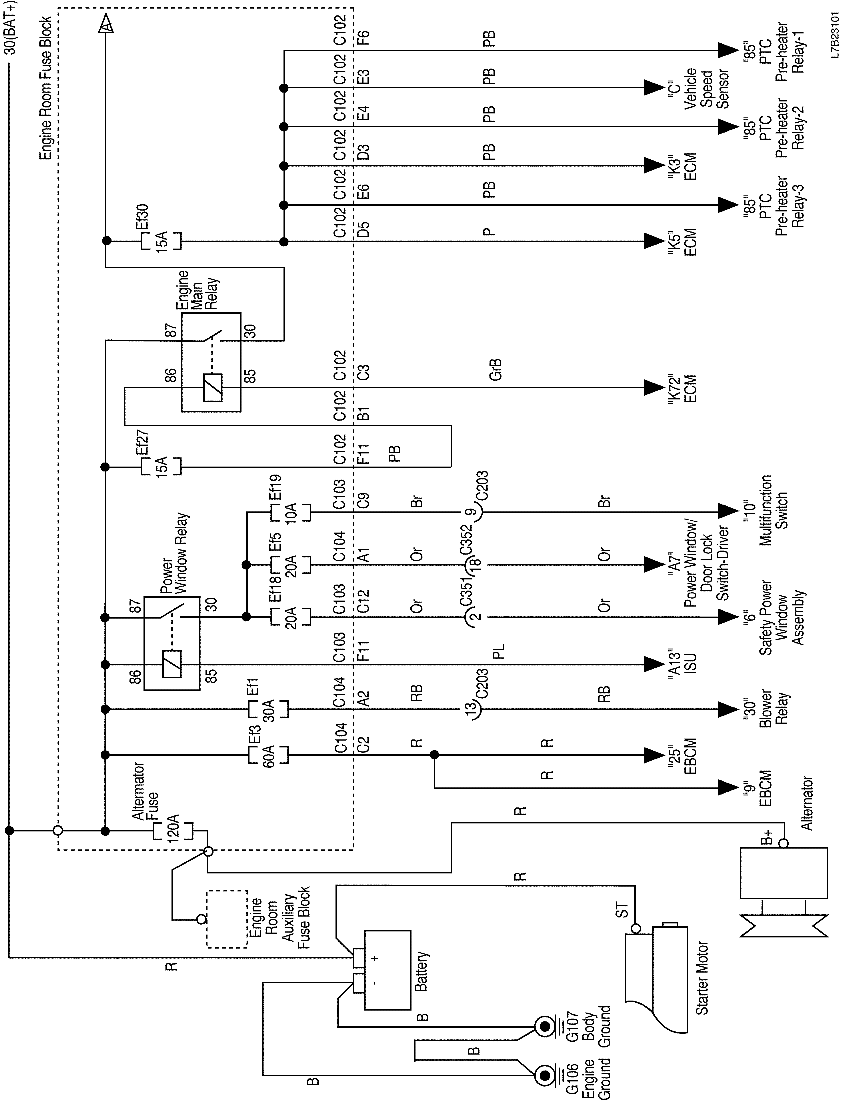 30(BAT+)
Engine Room Fuse Block
A
L7B23101
C102
F6
PB
"85"
PTC
Pre-heater
Relay-1
C102
E3
PB
"C"
Vehicle
Speed
Sensor
C102
E4
PB
"85"
PTC
Pre-heater
Relay-2
C102
D3
PB
"K3"
ECM
C102
E6
PB
"85"
PTC
Pre-heater
Relay-3
C102
D5
P
"K5"
ECM
Ef30
15A
Engine
Main
Relay
87
30
86
85
C102
C3
GrB
"K72"
ECM
C102
B1
Ef27
15A
C102
F11
PB
Ef19
10A
C103
C9
Br
9
C203
Br
"10"
Multifunction
Switch
Ef5
20A
C104
A1
Or
18
C352
Or
"A7"
Power Window/
Door Lock
Switch-Driver
Ef18
20A
C103
C12
Or
2
C351
Or
"6"
Safety Power
Window
Assembly
Power
Window Relay
87
30
86
85
C103
F11
PL
"A13"
ISU
Ef1
30A
C104
A2
RB
13
C203
RB
"30"
Blower
Relay
Ef3
60A
C104
C2
R
R
"25"
EBCM
R
"9"
EBCM
Alternator
Fuse
120A
R
B+
Alternator
Engine
Room
Auxiliary
Fuse Block
R
R
ST
Starter Motor
+
-
Battery
B
G107
Body
Ground
B
B
G106
Engine
Ground